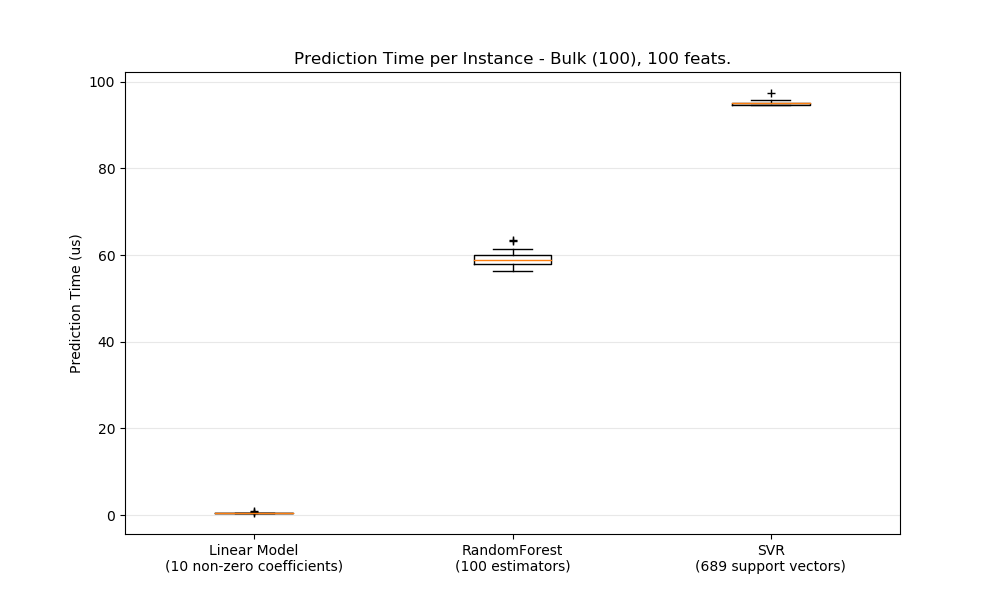 Prediction Time per Instance - Bulk (100), 100 feats.
Prediction Time (us)
100
80
60
40
20
0
Linear Model
(10 non-zero coefficients)
RandomForest
(100 estimators)
SVR
(689 support vectors)